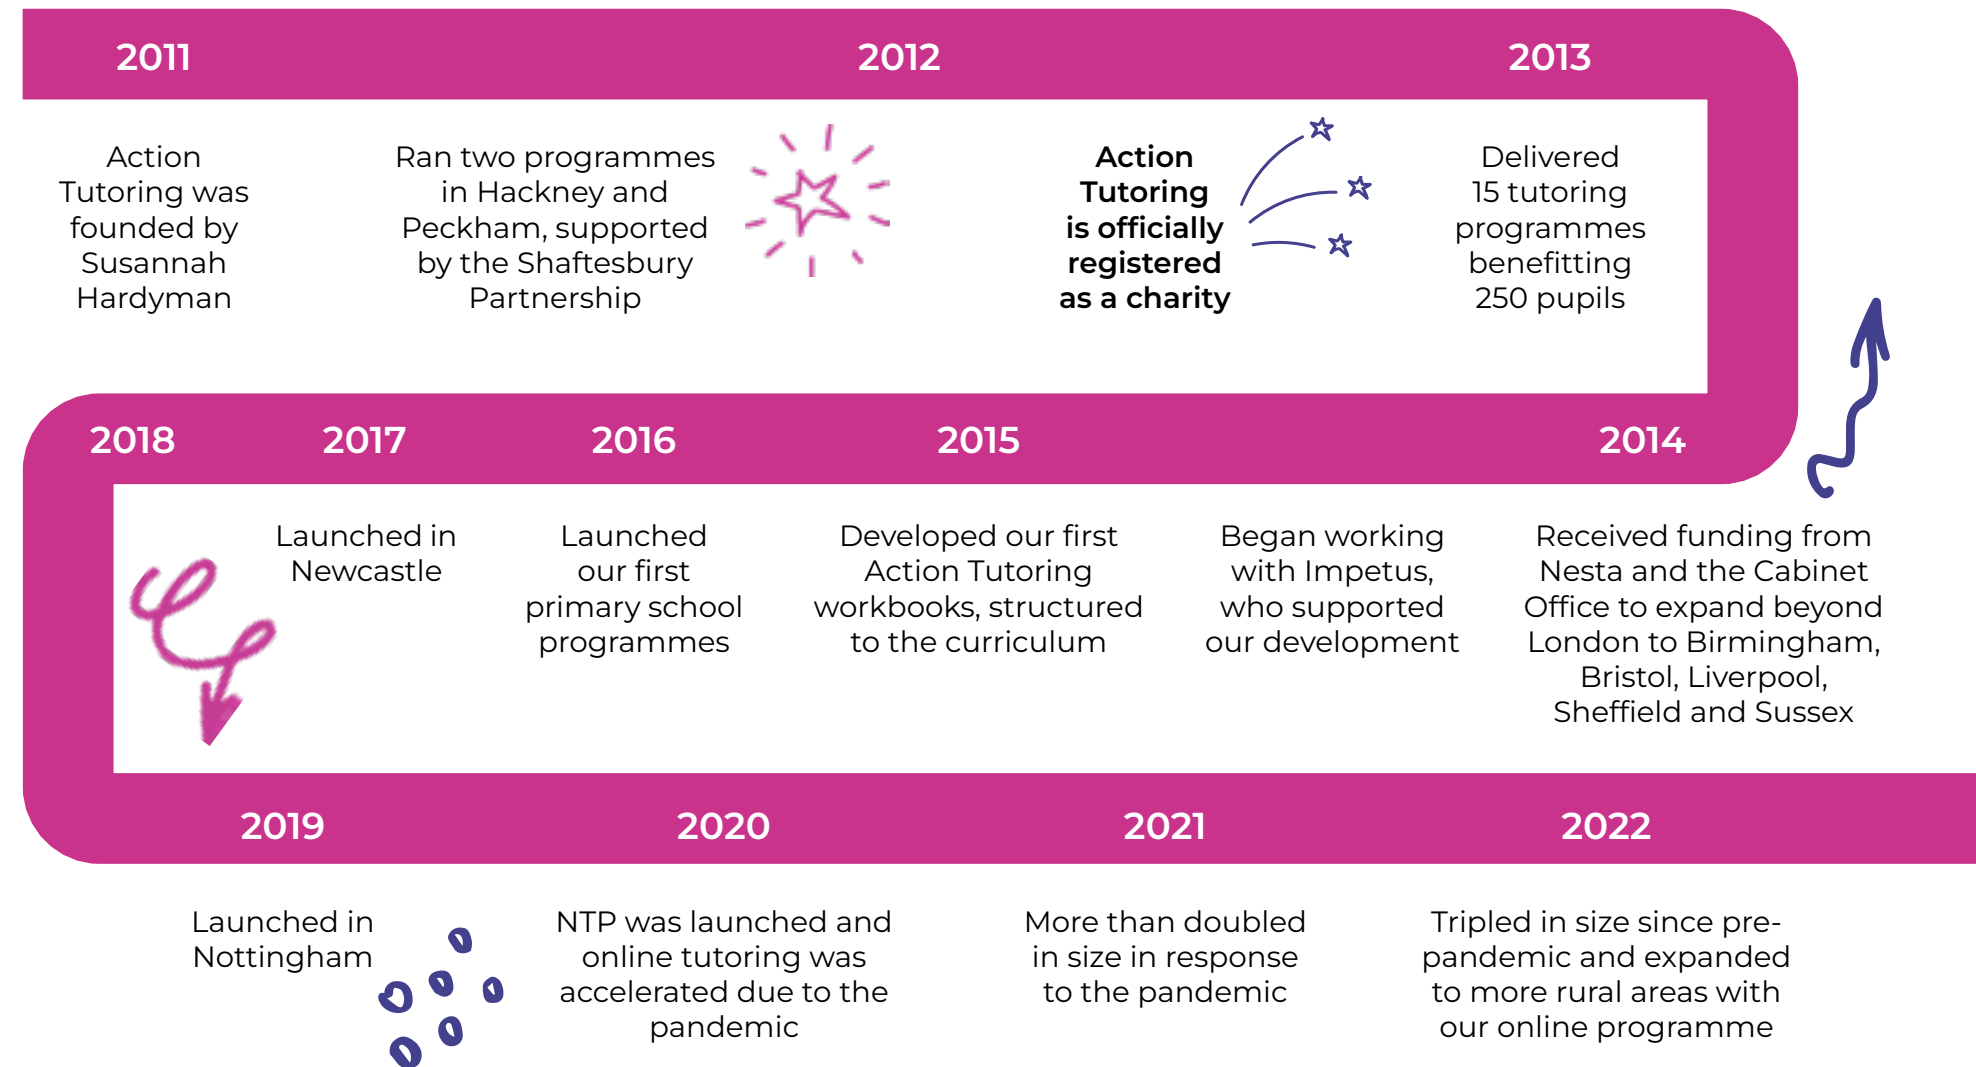 2011
2012
2013
Action
Tutoring was
founded by
Susannah
Hardyman
Ran two programmes
in Hackney and
Peckham, supported
by the Shaftesbury
Partnership
Action
Tutoring
is officially
registered
as a charity
Delivered
15 tutoring
programmes
benefitting
250 pupils
2018
2017
2016
2015
2014
Launched in
Newcastle
Launched
our first
primary school
programmes
Developed our first
Action Tutoring
workbooks, structured
to the curriculum
Began working
with Impetus,
who supported
our development
Received funding from
Nesta and the Cabinet
Office to expand beyond
London to Birmingham,
Bristol, Liverpool,
Sheffield and Sussex
2019
2020
2021
2022
Launched in
Nottingham
NTP was launched and
online tutoring was
accelerated due to the
pandemic
More than doubled
in size in response
to the pandemic
Tripled in size since pre-
pandemic and expanded
to more rural areas with
our online programme